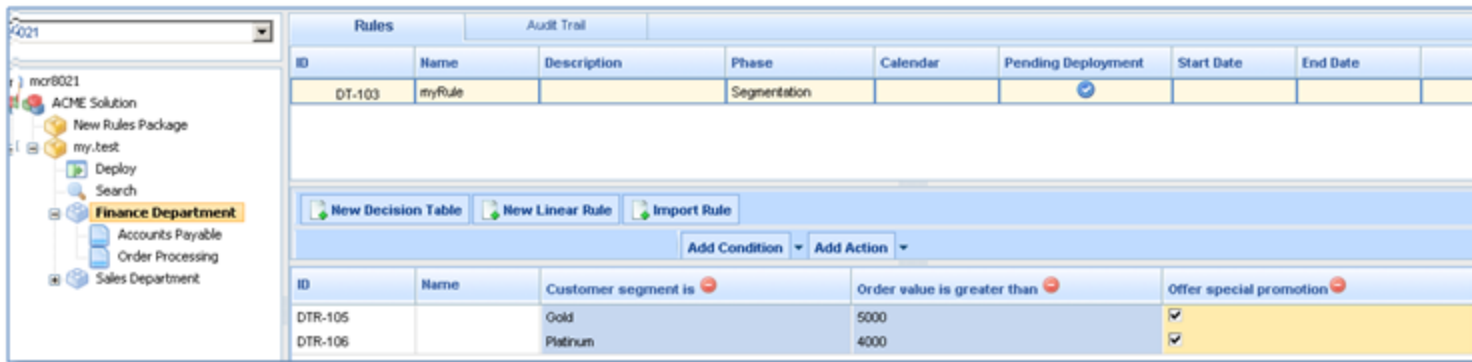 021
Rules Audit Trail
ID Name Description Phase Calendar Pending Deployment Start Date End Date
DT-103 myRule Segmentation
mcr8021
ACME Solution
New Rules Package
my.test
Deploy
Search
Finance Department
Accounts Payable
Order Processing
Sales Department
New Decision Table New Linear Rule Import Rule
Add Condition Add Action
ID Name Customer segment is Order value is greater than Offer special promotion
DTR-105 Gold 5000
DTR-106 Platinum 4000